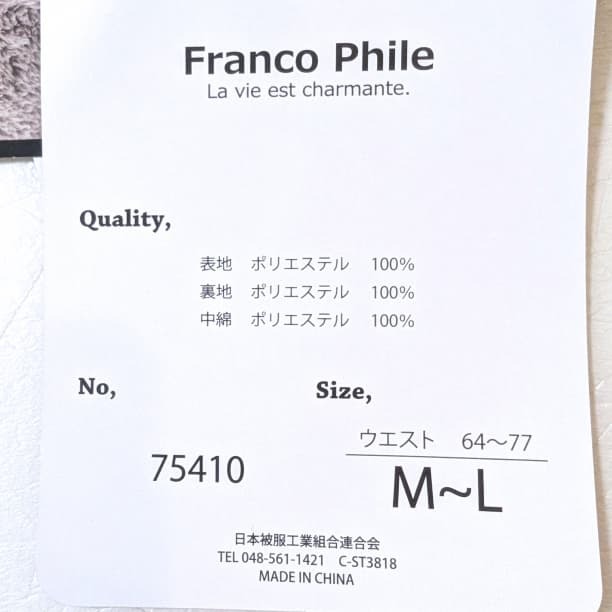 Franco Phile
La vie est charmante.
Quality,
表地 ポリエステル 100%
裏地 ポリエステル 100%
中綿 ポリエステル 100%
No,
75410
Size,
ウエスト 64〜77
M~L
日本被服工業組合連合会
TEL 048-561-1421 C-ST3818
MADE IN CHINA